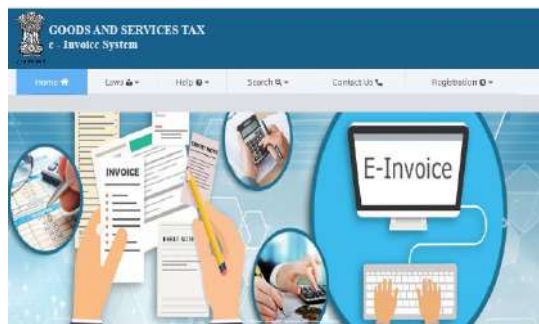 GOODS AND SERVICES TAX
e - Invoice System
Home
Laws
Help
Search
Contact Us
Registration
INVOICE
E-Invoice